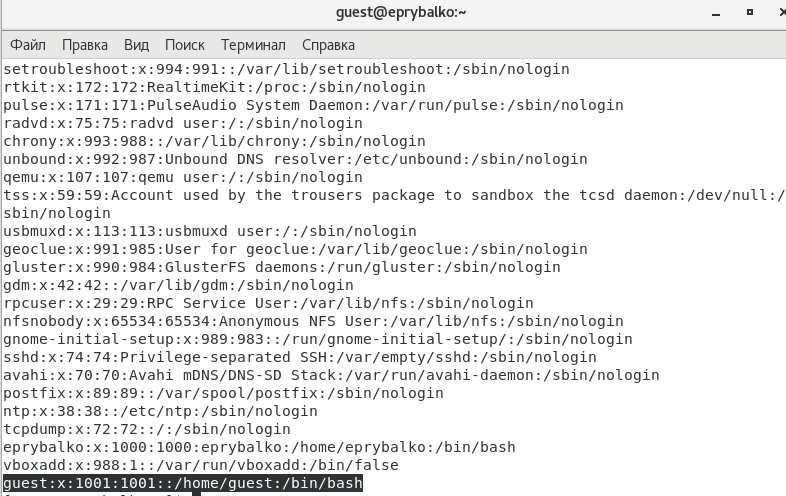 guest@eprybalko:~
Файл Правка Вид Поиск Терминал Справка
setroubleshoot:x:994:991::/var/lib/setroubleshoot:/sbin/nologin
rtkit:x:172:172:RealtimeKit:/proc:/sbin/nologin
pulse:x:171:171:PulseAudio System Daemon:/var/run/pulse:/sbin/nologin
radvd:x:75:75:radvd user:/:/sbin/nologin
chrony:x:993:988::/var/lib/chrony:/sbin/nologin
unbound:x:992:987:Unbound DNS resolver:/etc/unbound:/sbin/nologin
qemu:x:107:107:qemu user:/:/sbin/nologin
tss:x:59:59:Account used by the trousers package to sandbox the tcsd daemon:/dev/null:/
sbin/nologin
usbmuxd:x:113:113:usbmuxd user:/:/sbin/nologin
geoclue:x:991:985:User for geoclue:/var/lib/geoclue:/sbin/nologin
gluster:x:990:984:GlusterFS daemons:/run/gluster:/sbin/nologin
gdm:x:42:42::/var/lib/gdm:/sbin/nologin
rpcuser:x:29:29:RPC Service User:/var/lib/nfs:/sbin/nologin
nfsnobody:x:65534:65534:Anonymous NFS User:/var/lib/nfs:/sbin/nologin
gnome-initial-setup:x:989:983::/run/gnome-initial-setup/:/sbin/nologin
sshd:x:74:74:Privilege-separated SSH:/var/empty/sshd:/sbin/nologin
avahi:x:70:70:Avahi mDNS/DNS-SD Stack:/var/run/avahi-daemon:/sbin/nologin
postfix:x:89:89::/var/spool/postfix:/sbin/nologin
ntp:x:38:38::/etc/ntp:/sbin/nologin
tcpdump:x:72:72::/:/sbin/nologin
eprybalko:x:1000:1000:eprybalko:/home/eprybalko:/bin/bash
vboxadd:x:988:1::/var/run/vboxadd:/bin/false
guest:x:1001:1001::/home/guest:/bin/bash